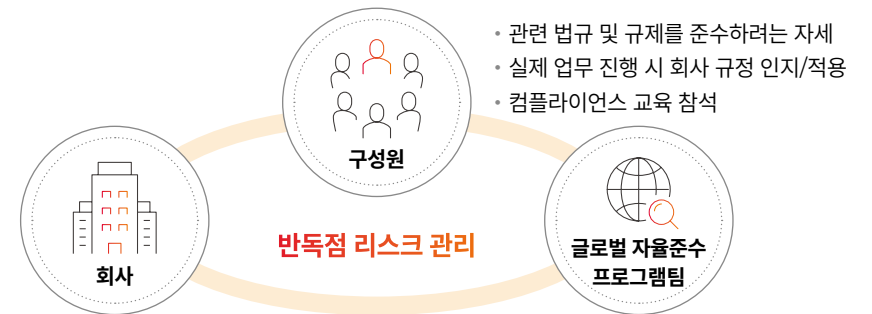 • 관련 법규 및 규제를 준수하려는 자세
• 실제 업무 진행 시 회사 규정 인지/적용
• 컴플라이언스 교육 참석
구성원
반독점 리스크 관리
회사
글로벌 자율준수
프로그램팀